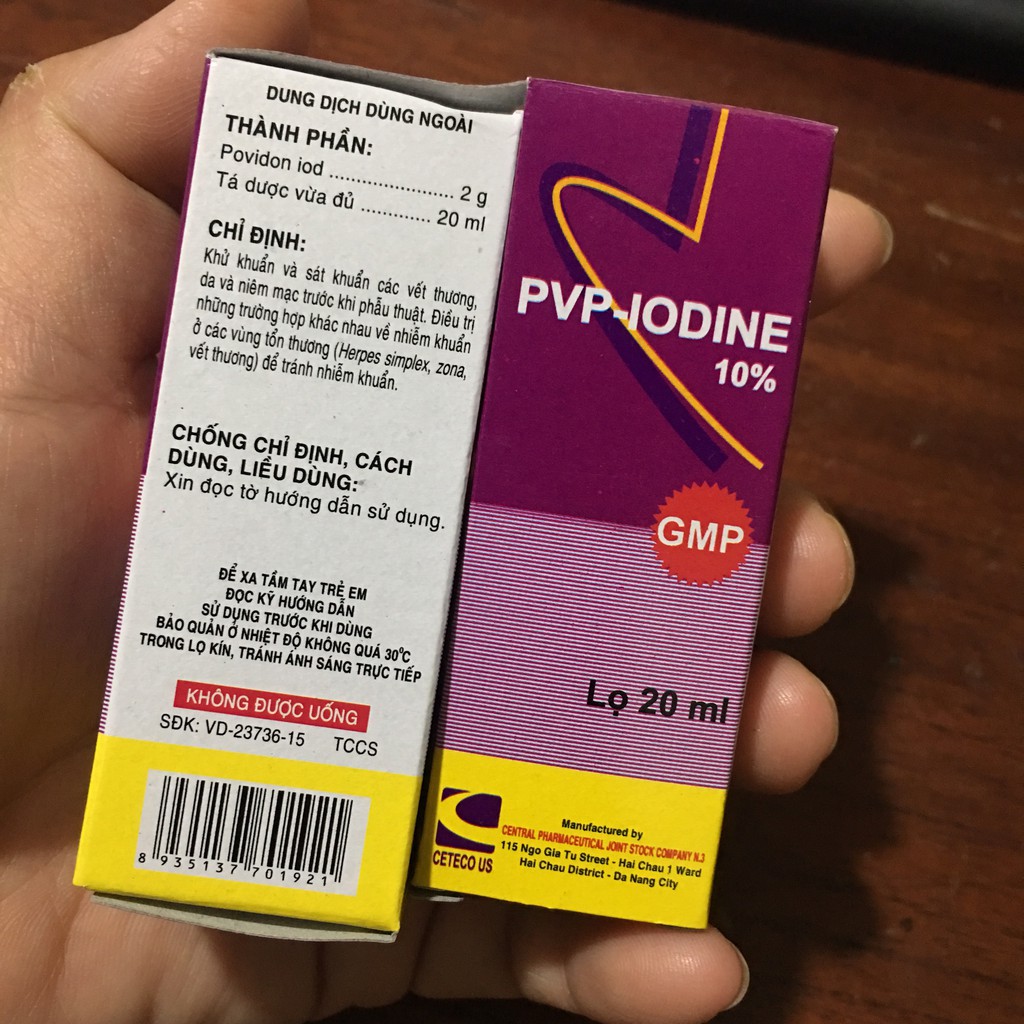 DUNG DỊCH DÙNG NGOÀI
THÀNH PHẦN:
Povidon iod ...................... 2 g
Tá dược vừa đủ ............. 20 ml
CHỈ ĐỊNH:
Khử khuẩn và sát khuẩn các vết thương,
da và niêm mạc trước khi phẫu thuật. Điều trị
những trường hợp khác nhau về nhiễm khuẩn
ở các vùng tổn thương (Herpes simplex, zona,
vết thương) để tránh nhiễm khuẩn.
CHỐNG CHỈ ĐỊNH, CÁCH
DÙNG, LIỀU DÙNG:
Xin đọc tờ hướng dẫn sử dụng.
ĐỂ XA TẦM TAY TRẺ EM
ĐỌC KỸ HƯỚNG DẪN
SỬ DỤNG TRƯỚC KHI DÙNG
BẢO QUẢN Ở NHIỆT ĐỘ KHÔNG QUÁ 30°C
TRONG LỌ KÍN, TRÁNH ÁNH SÁNG TRỰC TIẾP
KHÔNG ĐƯỢC UỐNG
SĐK: VD-23736-15 TCCS
8 935137 701921
PVP-IODINE
10%
GMP
Lọ 20 ml
CETECO US
Manufactured by
CENTRAL PHARMACEUTICAL JOINT STOCK COMPANY N.3
115 Ngo Gia Tu Street - Hai Chau 1 Ward
Hai Chau District - Da Nang City